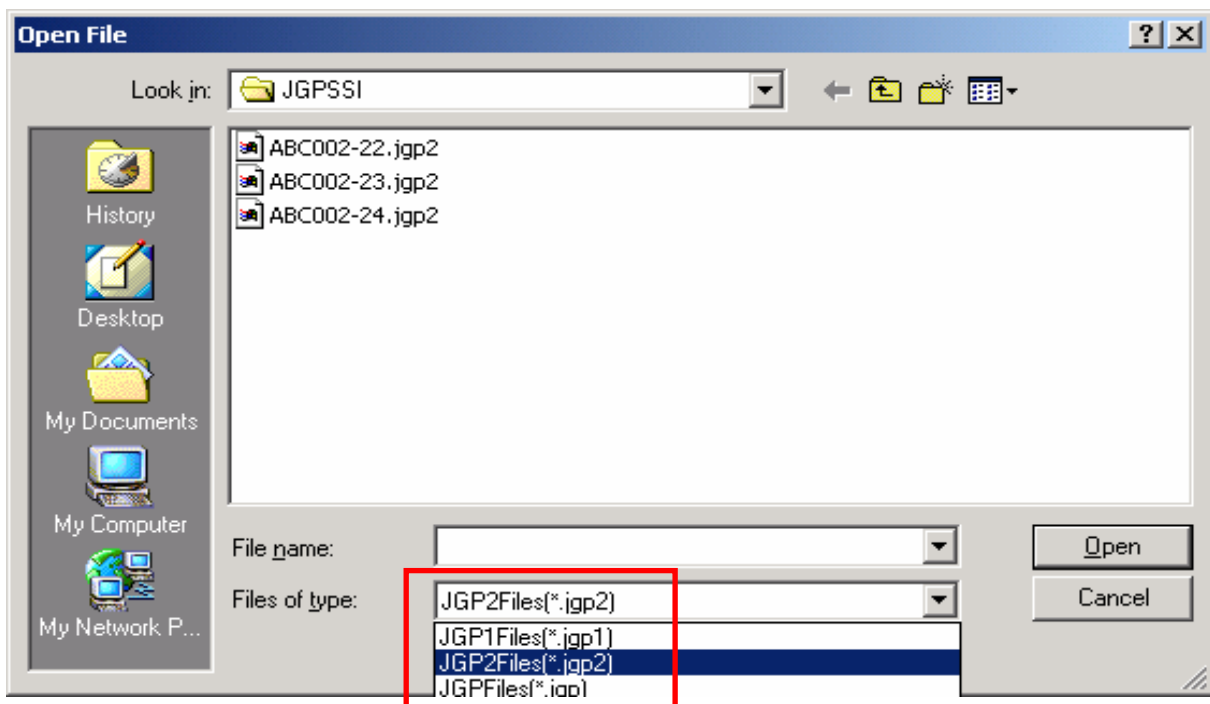 Open File
Look in: JGPSSI
ABC002-22.jgp2
ABC002-23.jgp2
ABC002-24.jgp2
History
Desktop
My Documents
My Computer
My Network P...
File name:
Open
Files of type: JGP2Files(*.jgp2)
Cancel
JGP1Files(*.jgp1)
JGP2Files(*.jgp2)
JGPFiles(*.jgp)